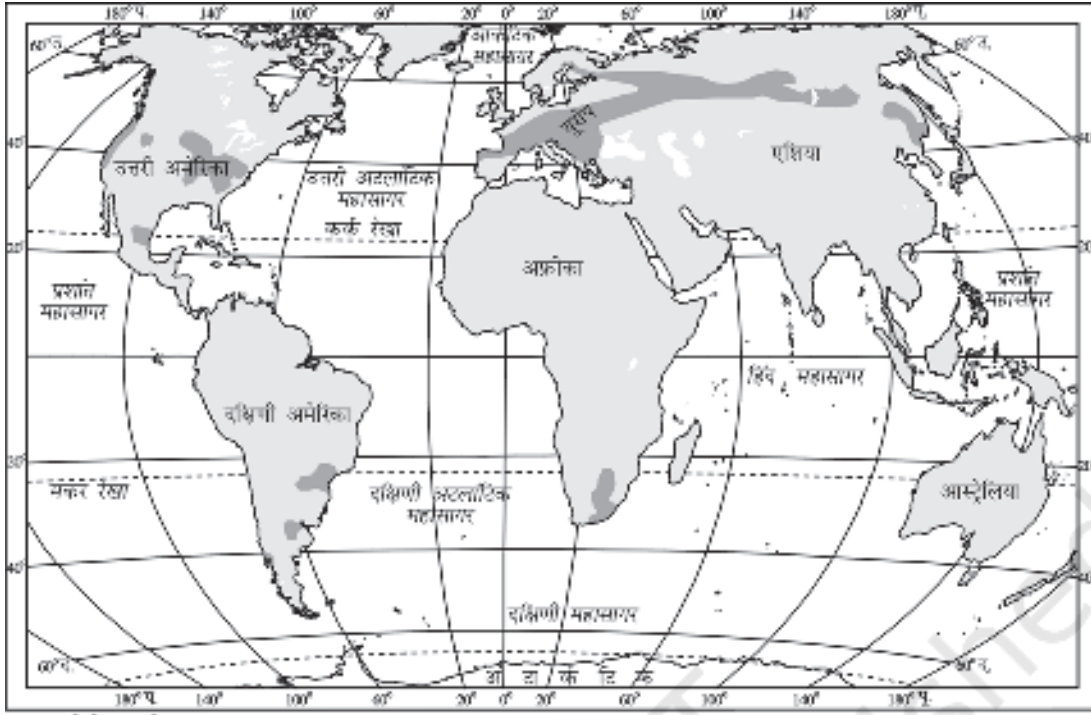 180° प. 140° 100° 60° 20° 0° 20° 60° 100° 140° 180° पू.
60° उ. 60° उ.
आर्कटिक
महासागर
40°
यूरोप
एशिया
उत्तरी अमेरिका
उत्तरी अटलांटिक
महासागर
कर्क रेखा
20°
अफ्रीका
प्रशांत
महासागर
प्रशांत
महासागर
हिंद महासागर
दक्षिणी अमेरिका
मकर रेखा
दक्षिणी अटलांटिक
महासागर
आस्ट्रेलिया
40°
दक्षिणी महासागर
60° द. 60° द.
अं टा र्क टि क
180° प. 140° 100° 60° 20° 0° 20° 60° 100° 140° 180° पू.